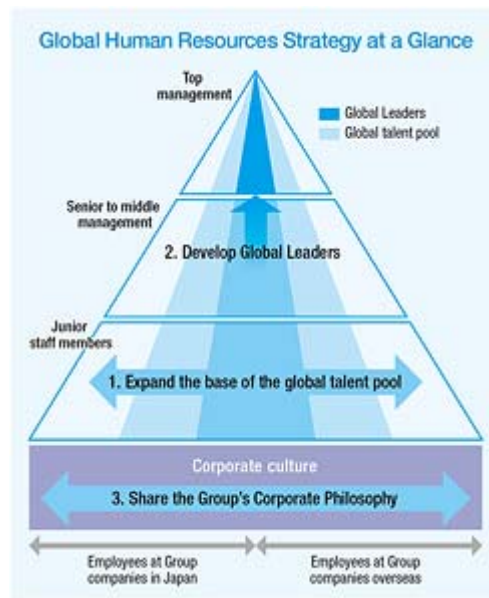 Global Human Resources Strategy at a Glance
Top
management
Global Leaders
Global talent pool
Senior to middle
management
2. Develop Global Leaders
Junior
staff members
1. Expand the base of the global talent pool
Corporate culture
3. Share the Group's Corporate Philosophy
Employees at Group
companies in Japan
Employees at Group
companies overseas